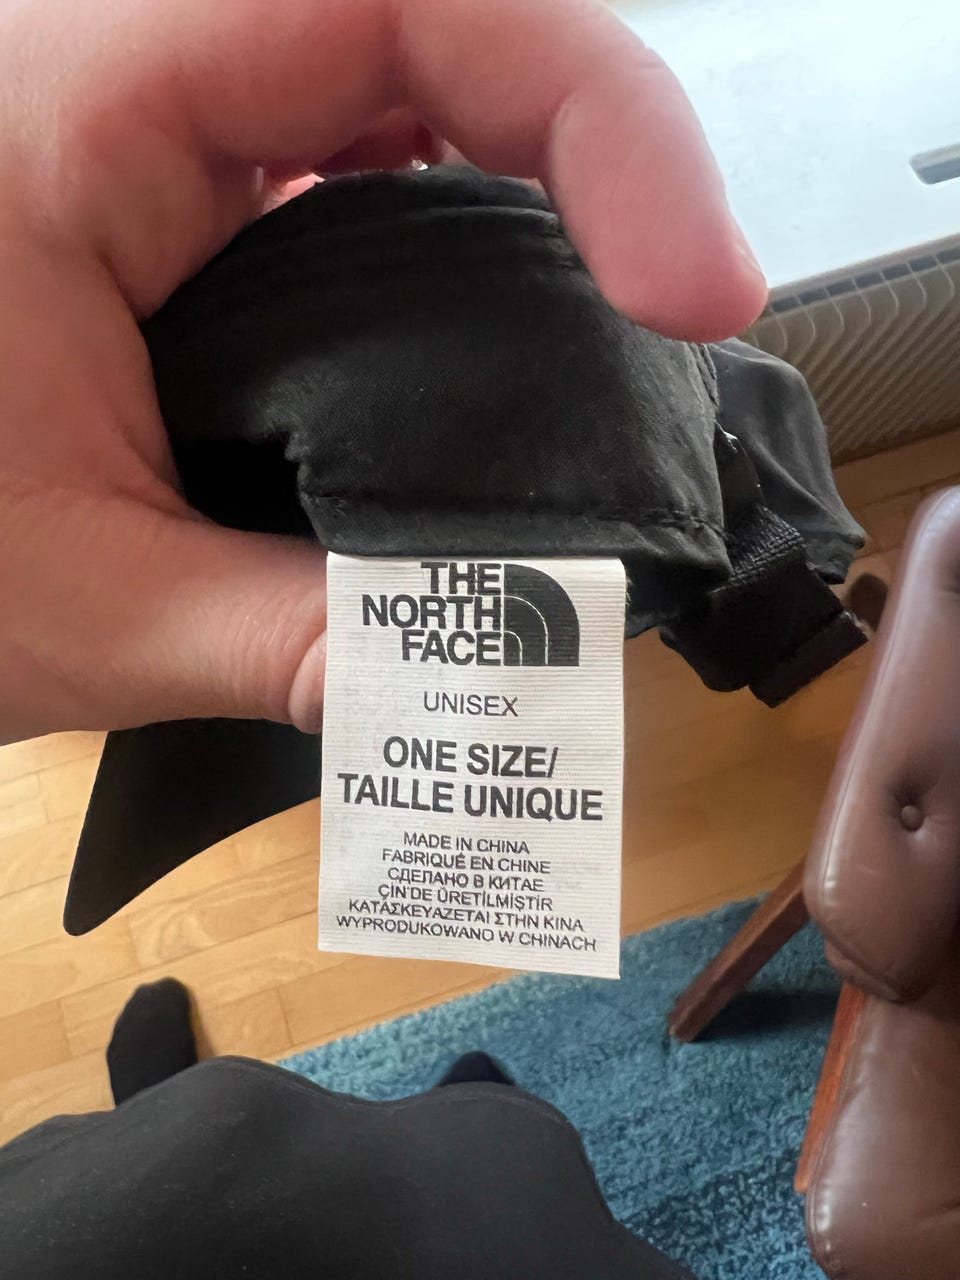 THE
NORTH
FACE
UNISEX
ONE SIZE/
TAILLE UNIQUE
MADE IN CHINA
FABRIQUÉ EN CHINE
СДЕЛАНО В КИТАЕ
ÇİN'DE ÜRETİLMİŞTİR
ΚΑΤΑΣΚΕΥΑΖΕΤΑΙ ΣΤΗΝ ΚΙΝΑ
WYPRODUKOWANO W CHINACH